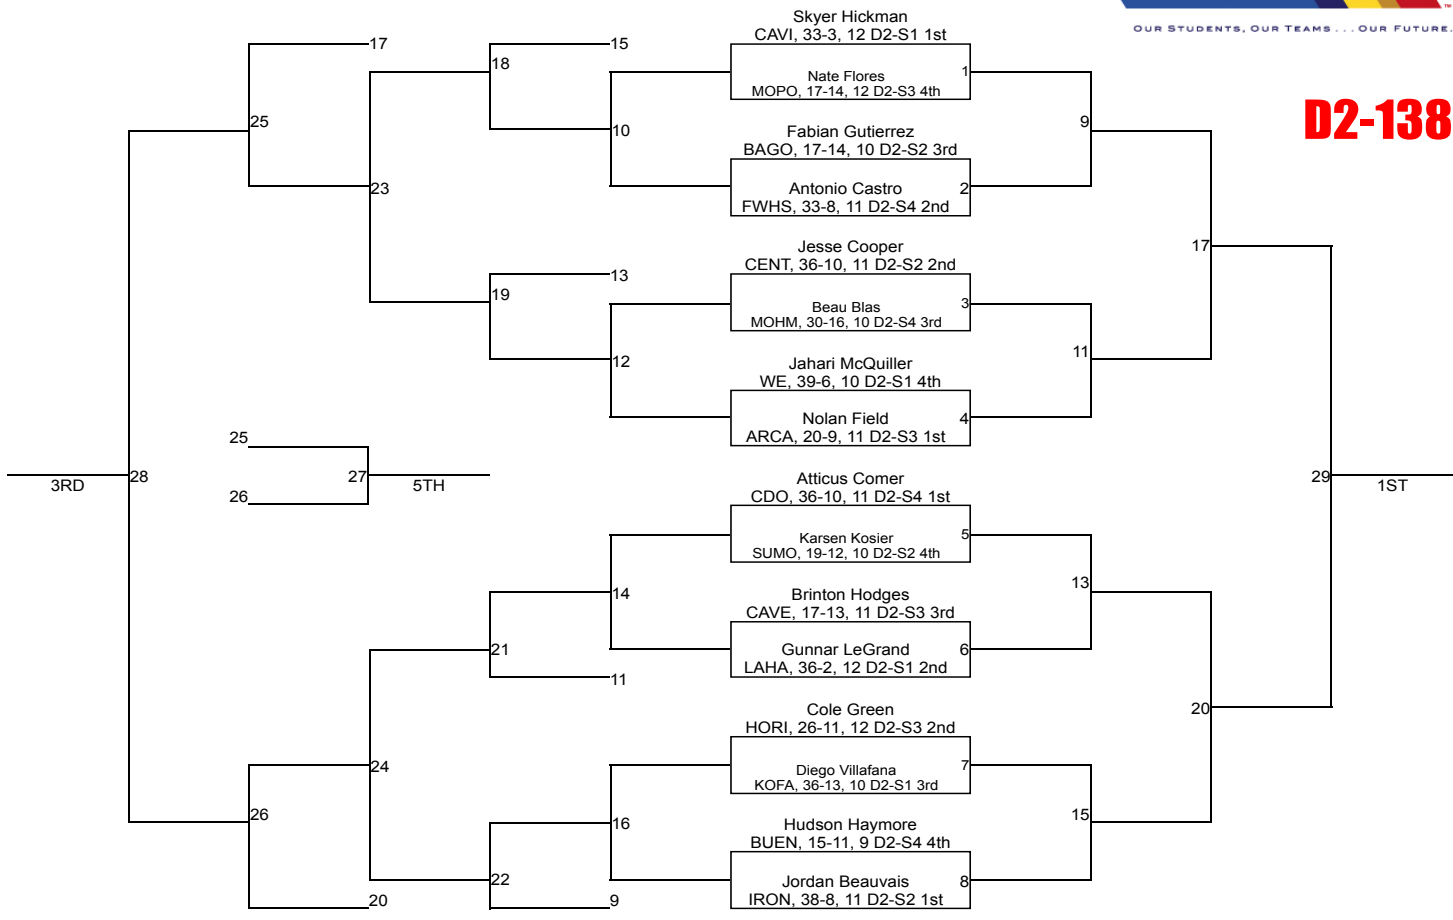 OUR STUDENTS, OUR TEAMS . . . OUR FUTURE.
TM
D2-138
Skyer Hickman
CAVI, 33-3, 12 D2-S1 1st
Nate Flores
MOPO, 17-14, 12 D2-S3 4th
1
Fabian Gutierrez
BAGO, 17-14, 10 D2-S2 3rd
Antonio Castro
FWHS, 33-8, 11 D2-S4 2nd
2
Jesse Cooper
CENT, 36-10, 11 D2-S2 2nd
Beau Blas
MOHM, 30-16, 10 D2-S4 3rd
3
Jahari McQuiller
WE, 39-6, 10 D2-S1 4th
Nolan Field
ARCA, 20-9, 11 D2-S3 1st
4
Atticus Comer
CDO, 36-10, 11 D2-S4 1st
Karsen Kosier
SUMO, 19-12, 10 D2-S2 4th
5
Brinton Hodges
CAVE, 17-13, 11 D2-S3 3rd
Gunnar LeGrand
LAHA, 36-2, 12 D2-S1 2nd
6
Cole Green
HORI, 26-11, 12 D2-S3 2nd
Diego Villafana
KOFA, 36-13, 10 D2-S1 3rd
7
Hudson Haymore
BUEN, 15-11, 9 D2-S4 4th
Jordan Beauvais
IRON, 38-8, 11 D2-S2 1st
8
9
11
13
15
17
20
29
1ST
15
10
13
12
14
11
16
9
18
19
21
22
17
23
24
20
25
26
25
26
27
5TH
28
3RD